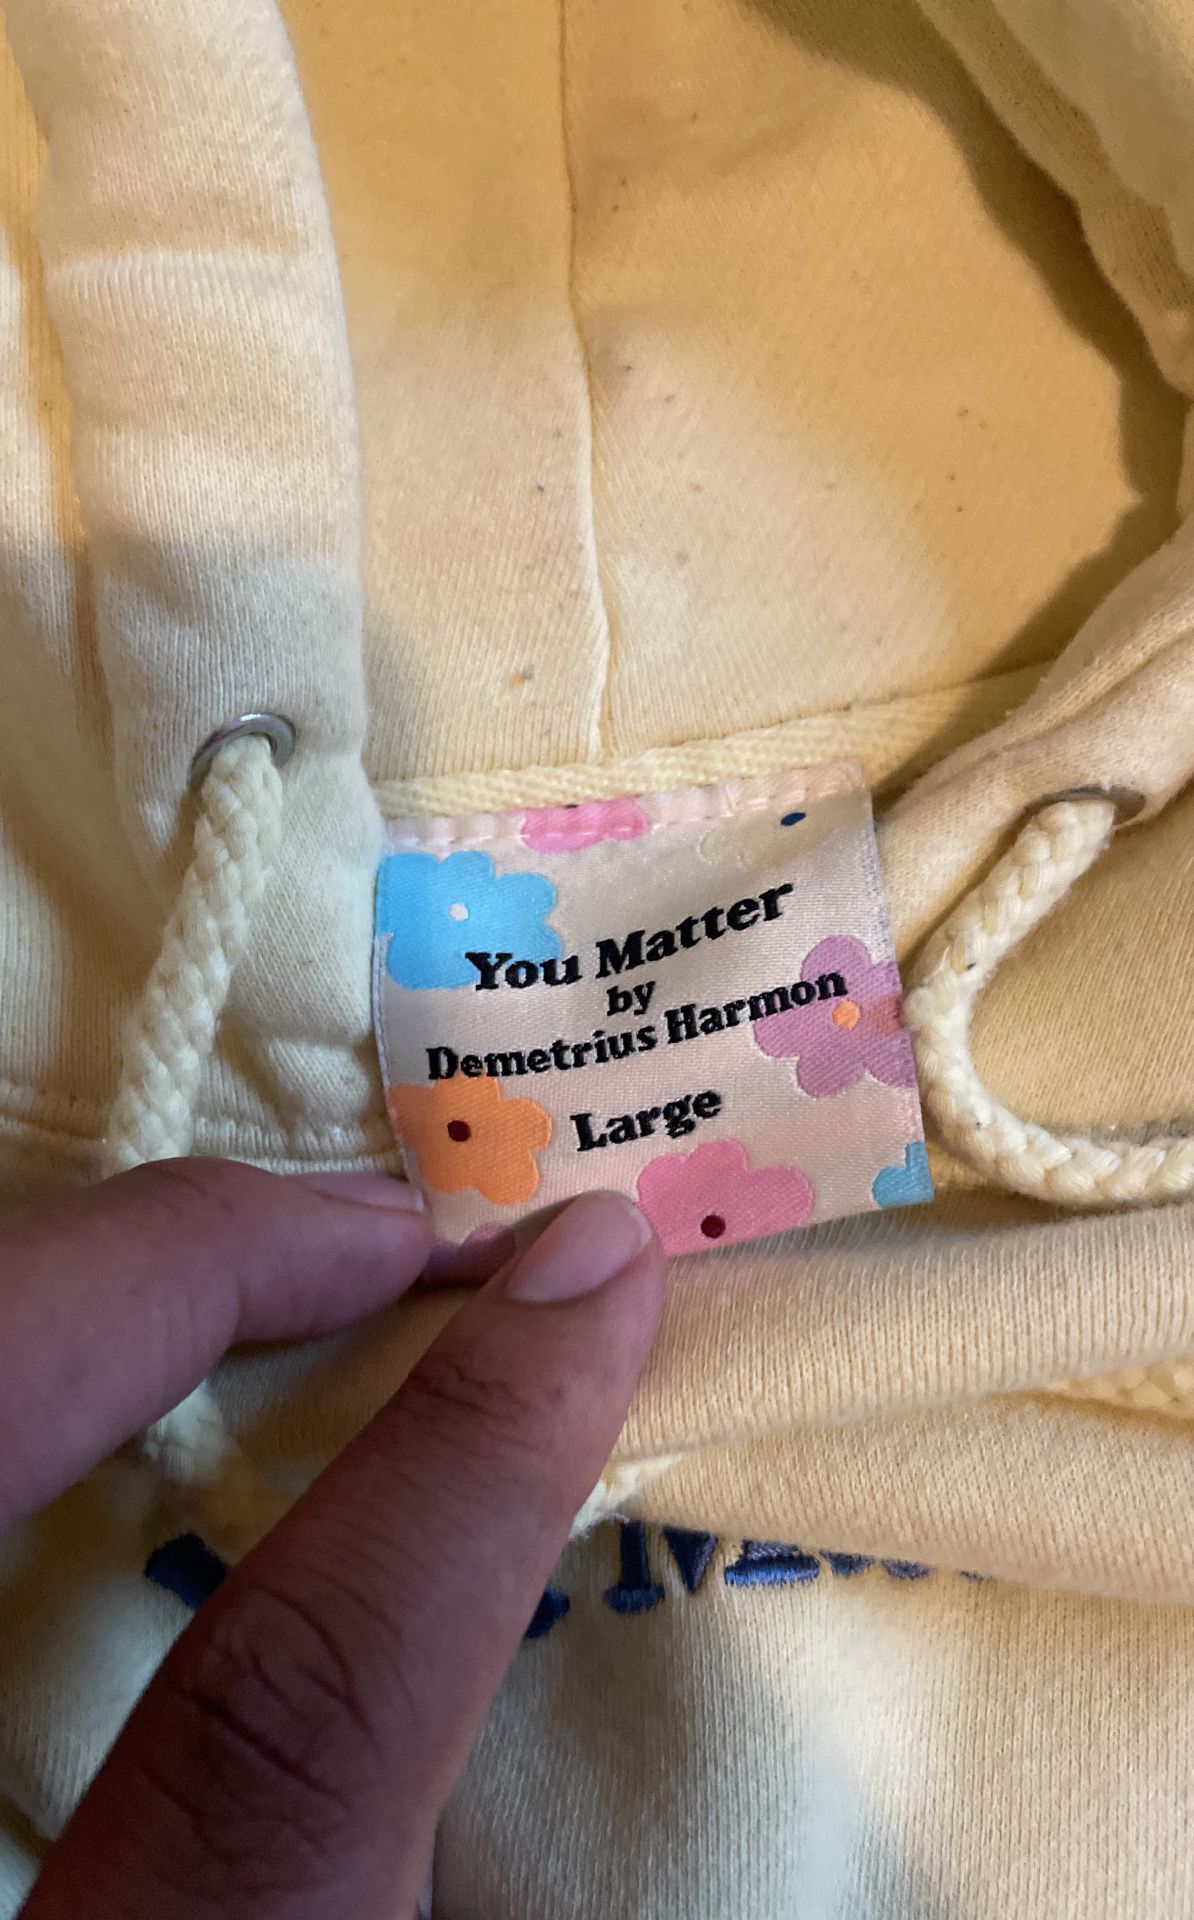 You Matter
by
Demetrius Harmon
Large